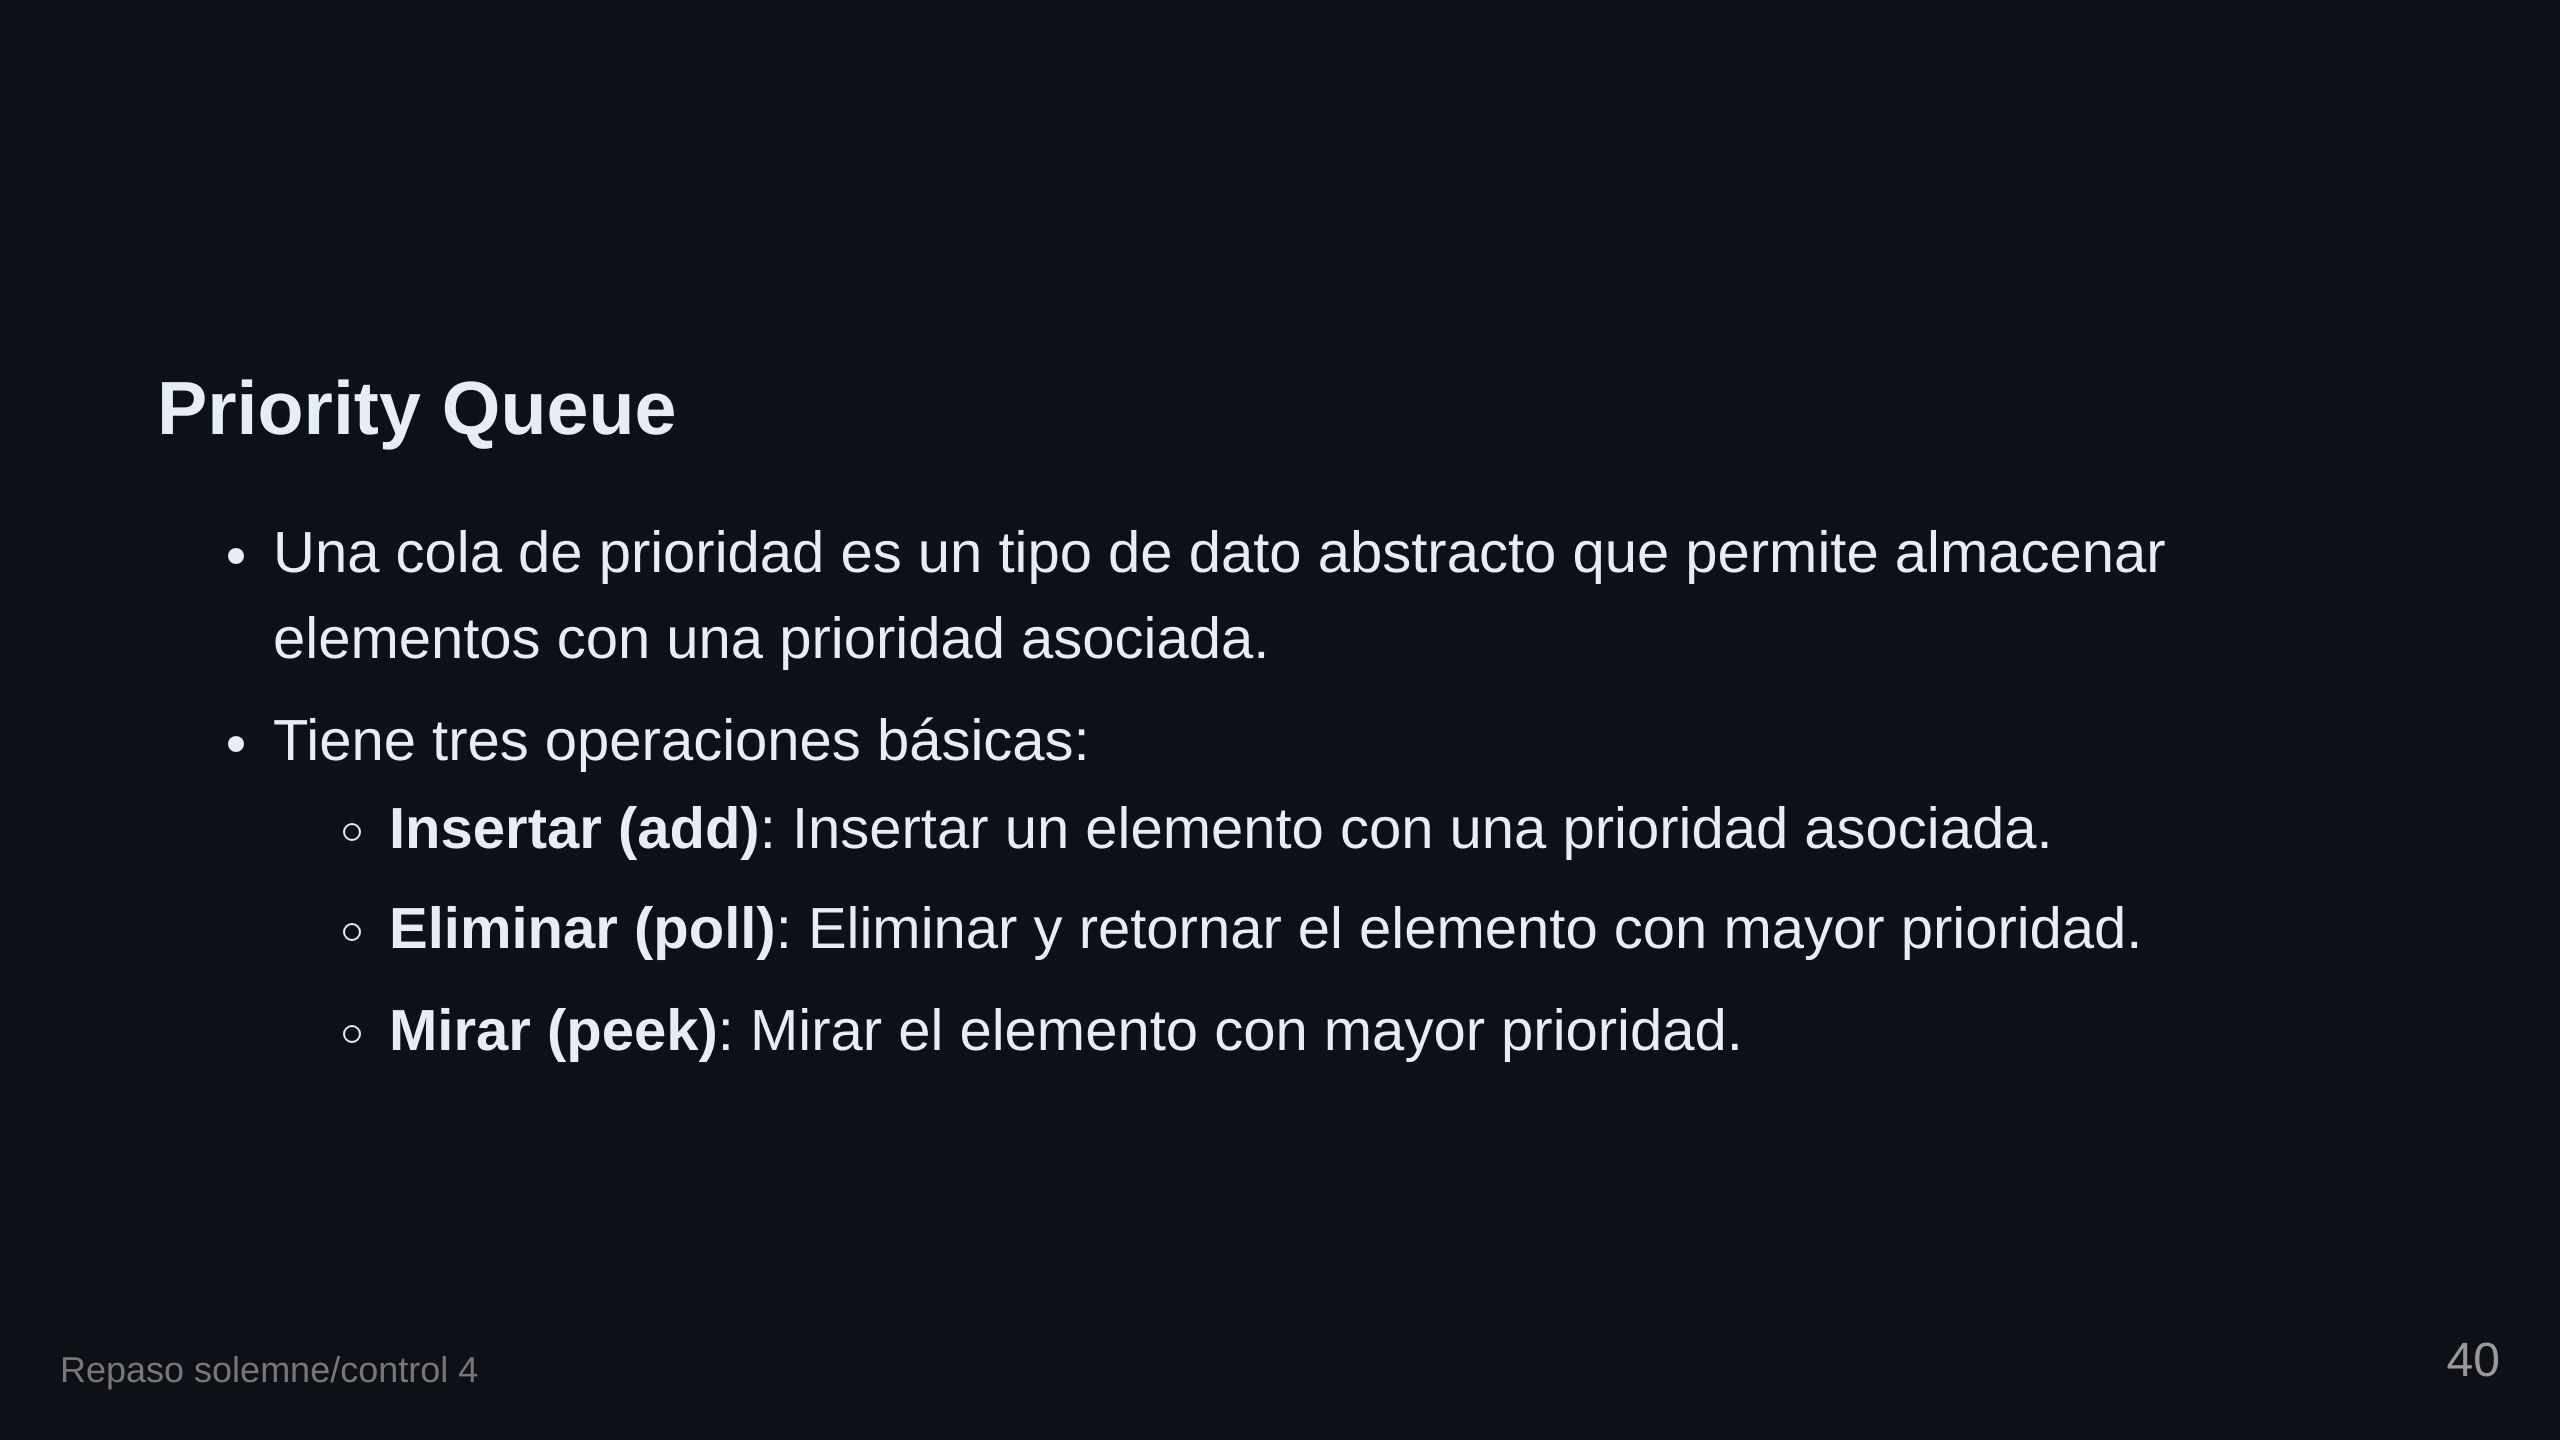 Priority Queue
• Una cola de prioridad es un tipo de dato abstracto que permite almacenar
elementos con una prioridad asociada.
• Tiene tres operaciones básicas:
◦ Insertar (add): Insertar un elemento con una prioridad asociada.
◦ Eliminar (poll): Eliminar y retornar el elemento con mayor prioridad.
◦ Mirar (peek): Mirar el elemento con mayor prioridad.
Repaso solemne/control 4
40